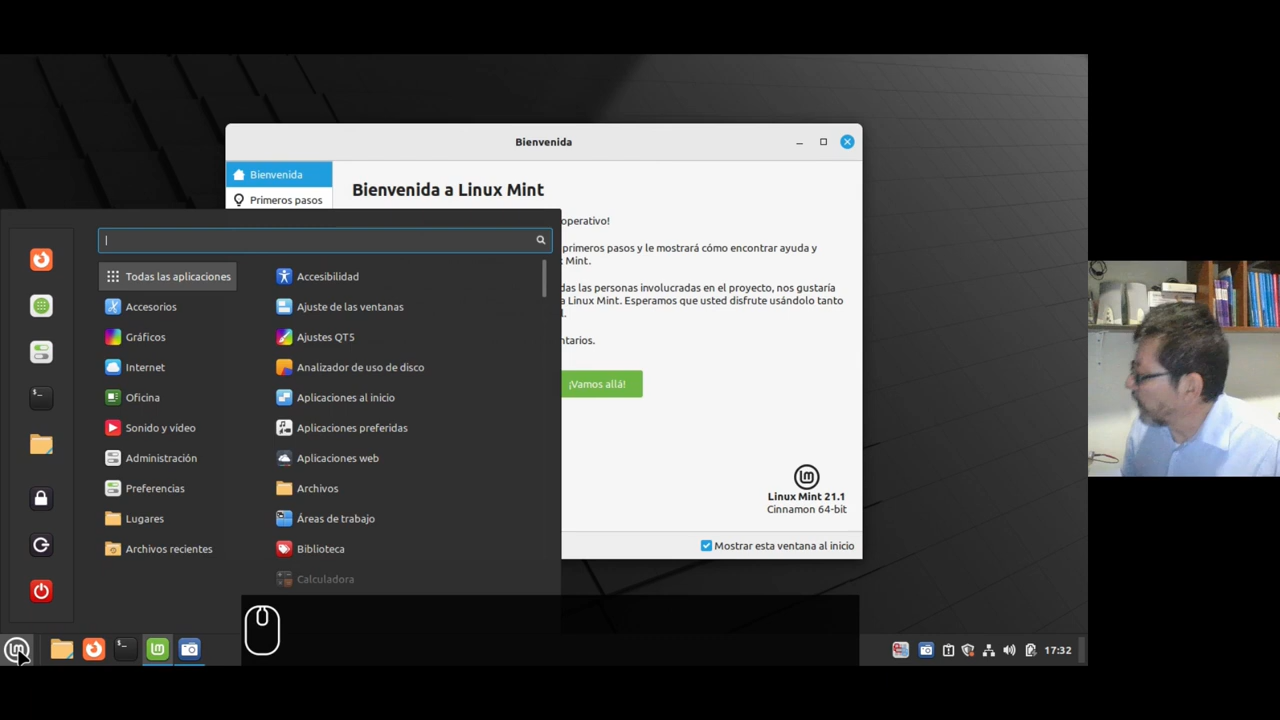 Bienvenida
Bienvenida
Primeros pasos
Bienvenida a Linux Mint
operativo!
primeros pasos y le mostrará cómo encontrar ayuda y
Mint.
das las personas involucradas en el proyecto, nos gustaría
a Linux Mint. Esperamos que usted disfrute usándolo tanto
ntarios.
¡Vamos allá!
Linux Mint 21.1
Cinnamon 64-bit
Mostrar esta ventana al inicio
Todas las aplicaciones
Accesorios
Gráficos
Internet
Oficina
Sonido y vídeo
Administración
Preferencias
Lugares
Archivos recientes
Accesibilidad
Ajuste de las ventanas
Ajustes QT5
Analizador de uso de disco
Aplicaciones al inicio
Aplicaciones preferidas
Aplicaciones web
Archivos
Áreas de trabajo
Biblioteca
Calculadora
17:32